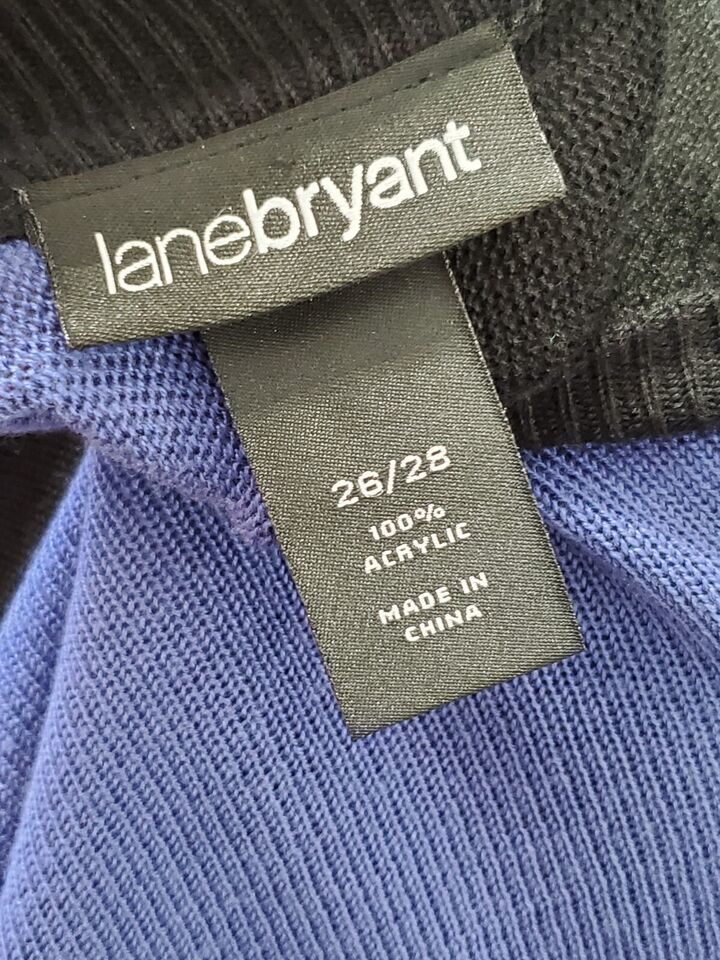 lanebryant
26/28
100%
ACRYLIC
MADE IN
CHINA